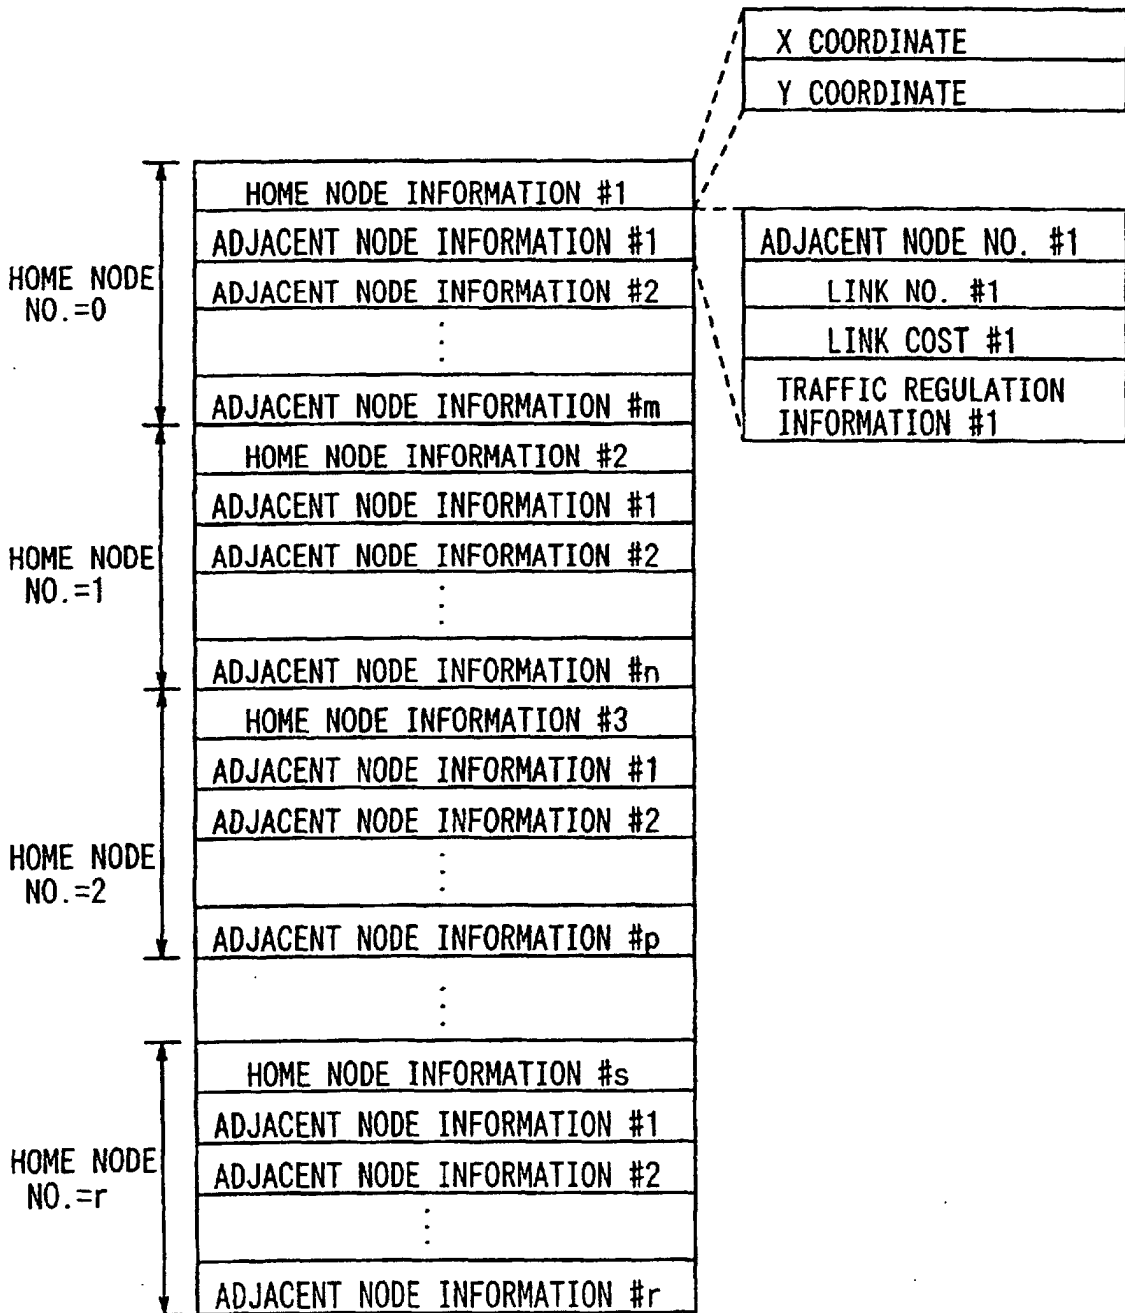 X COORDINATE
Y COORDINATE
HOME NODE INFORMATION #1
ADJACENT NODE INFORMATION #1
ADJACENT NODE INFORMATION #2
ADJACENT NODE INFORMATION #m
HOME NODE
NO.=0
ADJACENT NODE NO. #1
LINK NO. #1
LINK COST #1
TRAFFIC REGULATION
INFORMATION #1
HOME NODE INFORMATION #2
ADJACENT NODE INFORMATION #1
ADJACENT NODE INFORMATION #2
ADJACENT NODE INFORMATION #n
HOME NODE
NO.=1
HOME NODE INFORMATION #3
ADJACENT NODE INFORMATION #1
ADJACENT NODE INFORMATION #2
ADJACENT NODE INFORMATION #p
HOME NODE
NO.=2
HOME NODE INFORMATION #s
ADJACENT NODE INFORMATION #1
ADJACENT NODE INFORMATION #2
ADJACENT NODE INFORMATION #r
HOME NODE
NO.=r